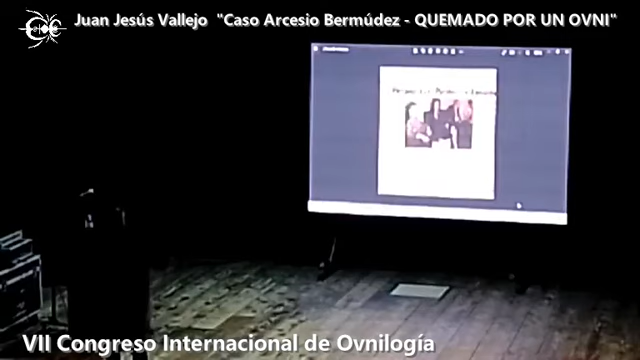 Juan Jesús Vallejo "Caso Arcesio Bermúdez - QUEMADO POR UN OVNI"
VII Congreso Internacional de Ovnilogía